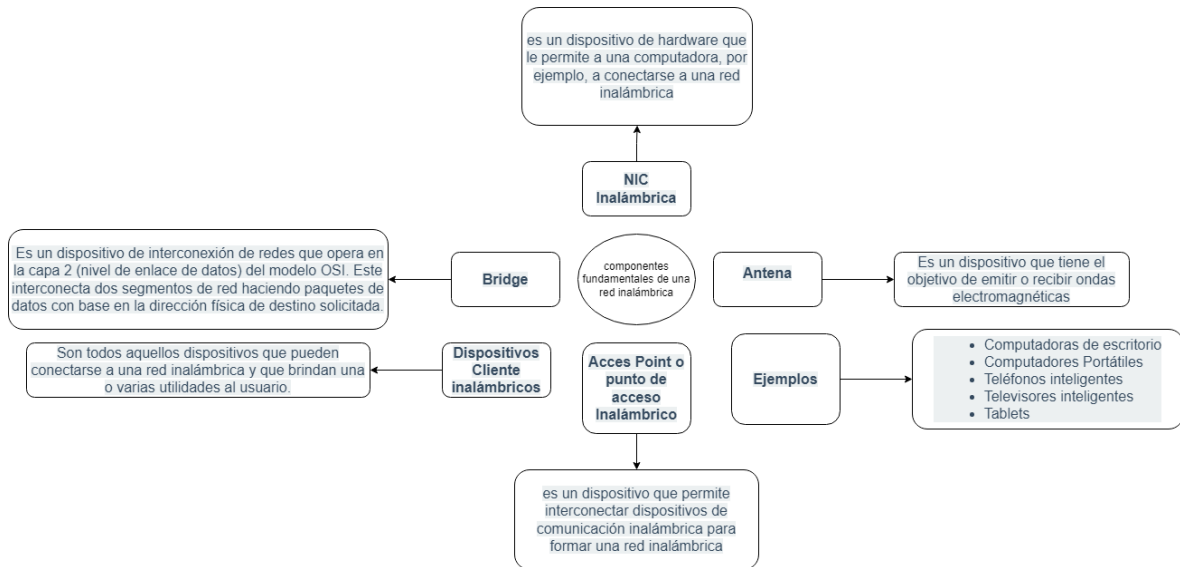 es un dispositivo de hardware que
le permite a una computadora, por
ejemplo, a conectarse a una red
inalámbrica
NIC
Inalámbrica
Es un dispositivo de interconexión de redes que opera en
la capa 2 (nivel de enlace de datos) del modelo OSI. Este
interconecta dos segmentos de red haciendo paquetes de
datos con base en la dirección física de destino solicitada.
Bridge
componentes
fundamentales de una
red inalámbrica
Antena
Es un dispositivo que tiene el
objetivo de emitir o recibir ondas
electromagnéticas
Son todos aquellos dispositivos que pueden
conectarse a una red inalámbrica y que brindan una
o varias utilidades al usuario.
Dispositivos
Cliente
inalámbricos
Acces Point o
punto de
acceso
Inalámbrico
Ejemplos
• Computadoras de escritorio
• Computadores Portátiles
• Teléfonos inteligentes
• Televisores inteligentes
• Tablets
es un dispositivo que permite
interconectar dispositivos de
comunicación inalámbrica para
formar una red inalámbrica